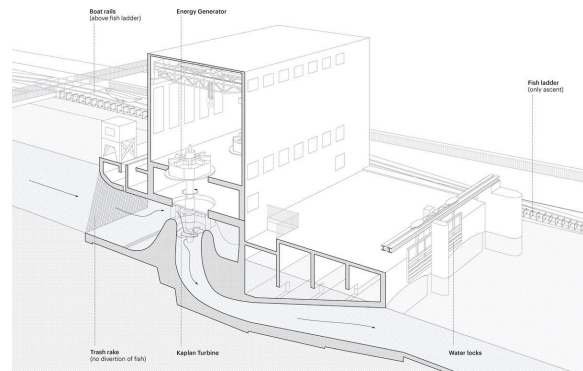 Boat rails
(above fish ladder)
Energy Generator
Fish ladder
(only ascent)
Trash rake
(no divertion of fish)
Kaplan Turbine
Water locks